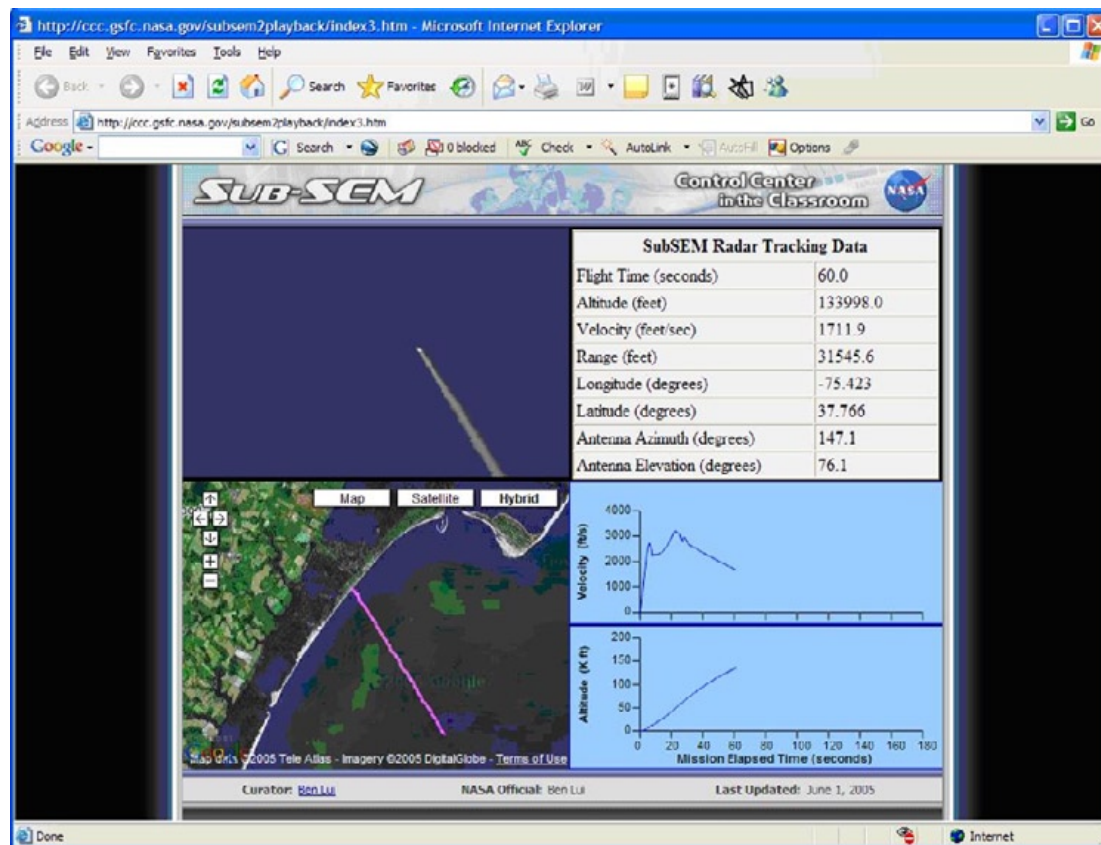 http://ccc.gsfc.nasa.gov/subsem2playback/index3.htm - Microsoft Internet Explorer
File Edit View Favorites Tools Help
Back Search Favorites
Address http://ccc.gsfc.nasa.gov/subsem2playback/index3.htm Go
Google - Search 0 blocked ABC Check AutoLink AutoFill Options
SUB-SEM Control Center
in the Classroom NASA
SubSEM Radar Tracking Data
Flight Time (seconds) 60.0
Altitude (feet) 133998.0
Velocity (feet/sec) 1711.9
Range (feet) 31545.6
Longitude (degrees) -75.423
Latitude (degrees) 37.766
Antenna Azimuth (degrees) 147.1
Antenna Elevation (degrees) 76.1
Map Satellite Hybrid
Map data ©2005 Tele Atlas - Imagery ©2005 DigitalGlobe - Terms of Use
Velocity (ft/s)
4000
3000
2000
1000
0
Altitude (K ft)
200
150
100
50
0
0 20 40 60 80 100 120 140 160 180
Mission Elapsed Time (seconds)
Curator: Ben Lui NASA Official: Ben Lui Last Updated: June 1, 2005
Done Internet